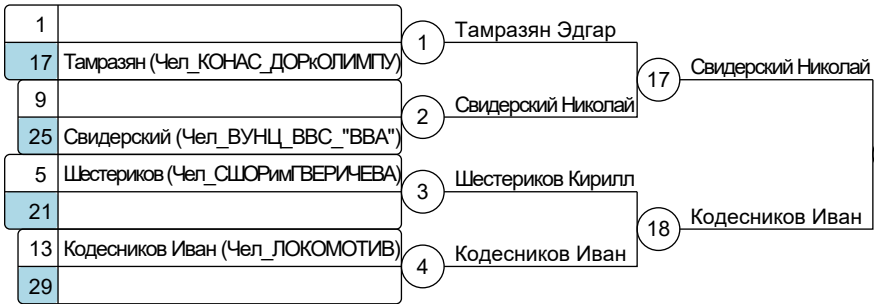 1
17 Тамразян (Чел_КОНАС_ДОРкОЛИМПУ)
1
Тамразян Эдгар
9
25 Свидерский (Чел_ВУНЦ_ВВС_"ВВА")
2
Свидерский Николай
17
Свидерский Николай
5 Шестериков (Чел_СШОРимГВЕРИЧЕВА)
21
3
Шестериков Кирилл
13 Кодесников Иван (Чел_ЛОКОМОТИВ)
29
4
Кодесников Иван
18
Кодесников Иван